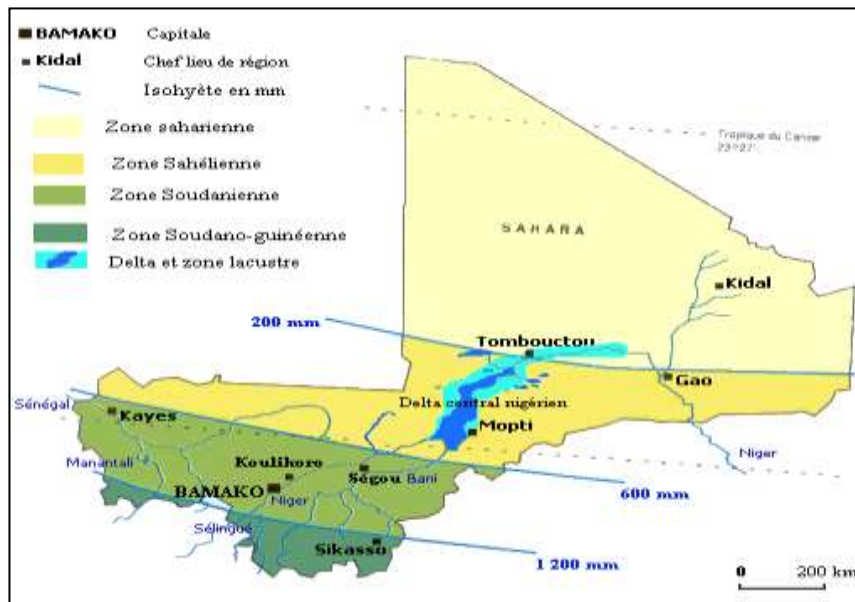 BAMAKO Capitale
Kidal Chef lieu de région
Isohyète en mm
Zone saharienne
Zone Sahélienne
Zone Soudanienne
Zone Soudano-guinéenne
Delta et zone lacustre
Tropique du Cancer
23°27'
SAHARA
Kidal
200 mm
Tombouctou
Gao
Sénégal
Kayes
Delta central nigérien
Mopti
Manantali
Koulikoro
Ségou
Bani
Niger
BAMAKO
Niger
600 mm
Sélingué
Sikasso
1 200 mm
0 200 km